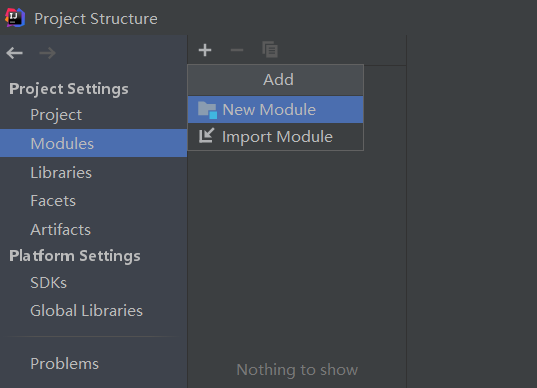 Project Structure
Project Settings
Project
Modules
Libraries
Facets
Artifacts
Platform Settings
SDKs
Global Libraries
Problems
Add
New Module
Import Module
Nothing to show